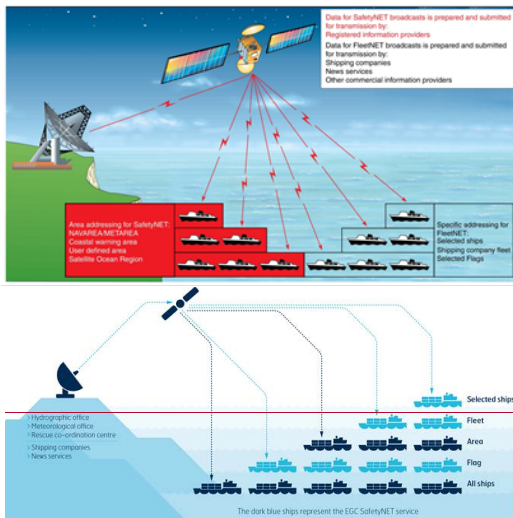 Data for SafetyNET broadcasts is prepared and submitted
for transmission by:
Registered information providers
Data for FleetNET broadcasts is prepared and submitted
for transmission by:
Shipping companies
News services
Other commercial information providers
Area addressing for SafetyNET:
NAVAREA/METAREA
Coastal warning area
User defined area
Satellite Ocean Region
Specific addressing for
FleetNET:
Selected ships
Shipping company fleet
Selected Flags
> Hydrographic office
> Meteorological office
> Rescue co-ordination centre
> Shipping companies
> News services
Selected ships
Fleet
Area
Flag
All ships
The dark blue ships represent the EGC SafetyNET service